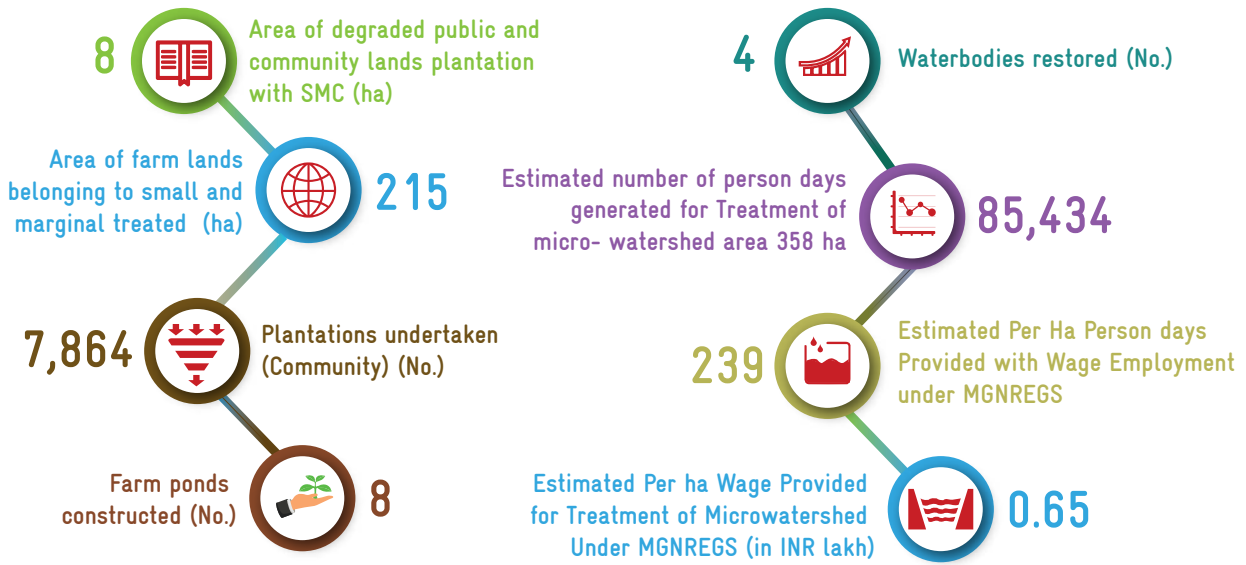 8
Area of degraded public and
community lands plantation
with SMC (ha)
Area of farm lands
belonging to small and
marginal treated (ha)
215
7,864
Plantations undertaken
(Community) (No.)
Farm ponds
constructed (No.)
8
4
Waterbodies restored (No.)
Estimated number of person days
generated for Treatment of
micro- watershed area 358 ha
85,434
239
Estimated Per Ha Person days
Provided with Wage Employment
under MGNREGS
Estimated Per ha Wage Provided
for Treatment of Microwatershed
Under MGNREGS (in INR lakh)
0.65